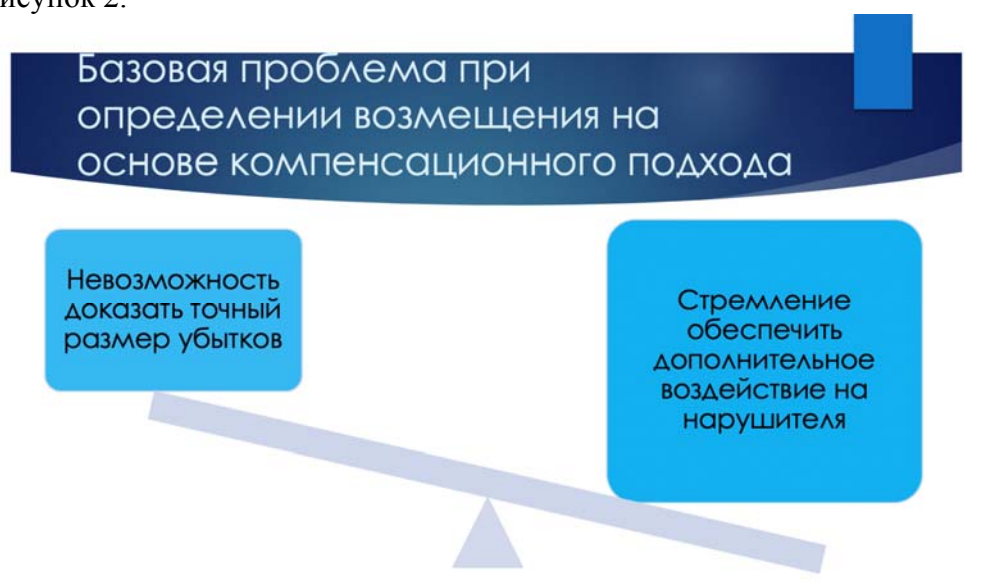 исунок 2.
Базовая проблема при
определении возмещения на
основе компенсационного подхода
Невозможность
доказать точный
размер убытков
Стремление
обеспечить
дополнительное
воздействие на
нарушителя